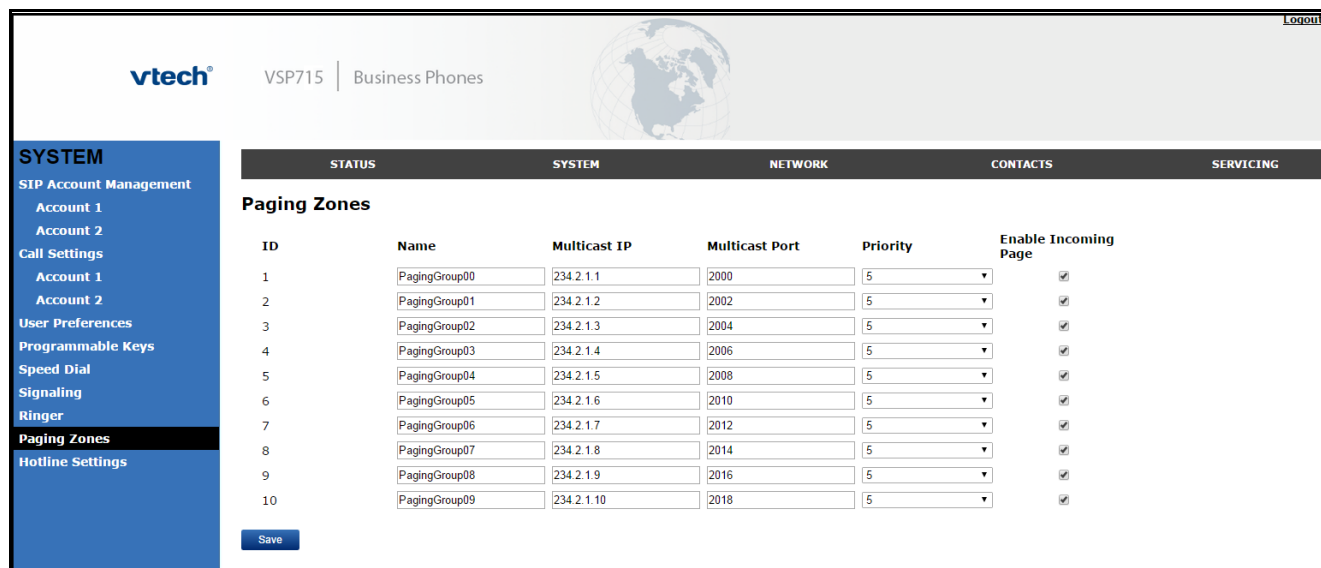 Logout
vtech®
VSP715 | Business Phones
SYSTEM
SIP Account Management
Account 1
Account 2
Call Settings
Account 1
Account 2
User Preferences
Programmable Keys
Speed Dial
Signaling
Ringer
Paging Zones
Hotline Settings
STATUS SYSTEM NETWORK CONTACTS SERVICING
Paging Zones
ID Name Multicast IP Multicast Port Priority Enable Incoming Page
1 PagingGroup00 234.2.1.1 2000 5
2 PagingGroup01 234.2.1.2 2002 5
3 PagingGroup02 234.2.1.3 2004 5
4 PagingGroup03 234.2.1.4 2006 5
5 PagingGroup04 234.2.1.5 2008 5
6 PagingGroup05 234.2.1.6 2010 5
7 PagingGroup06 234.2.1.7 2012 5
8 PagingGroup07 234.2.1.8 2014 5
9 PagingGroup08 234.2.1.9 2016 5
10 PagingGroup09 234.2.1.10 2018 5
Save